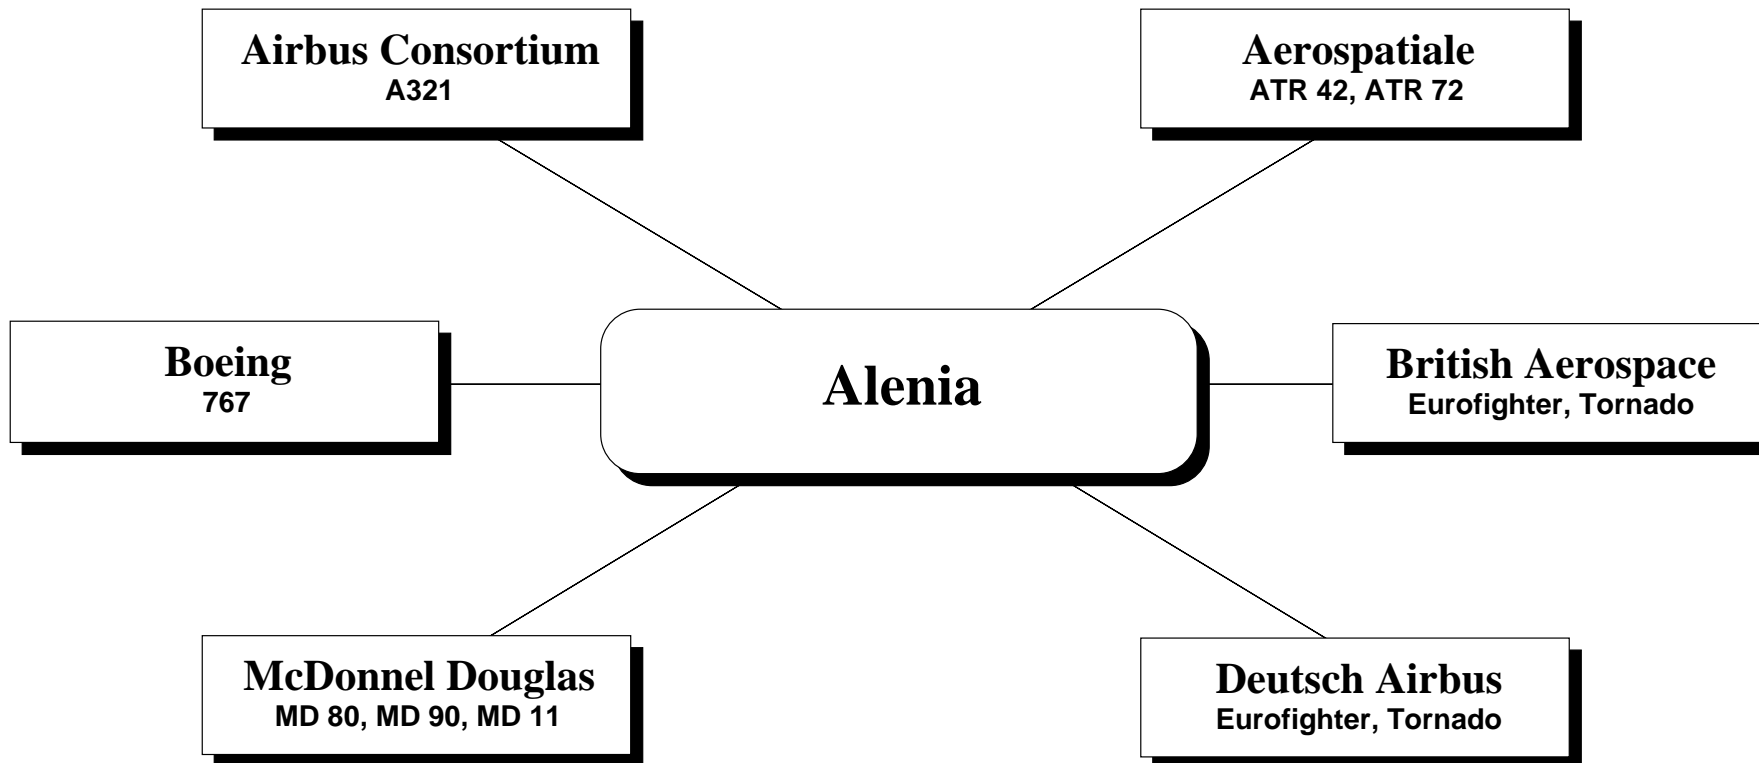 Airbus Consortium
A321
Aerospatiale
ATR 42, ATR 72
Boeing
767
Alenia
British Aerospace
Eurofighter, Tornado
McDonnel Douglas
MD 80, MD 90, MD 11
Deutsch Airbus
Eurofighter, Tornado